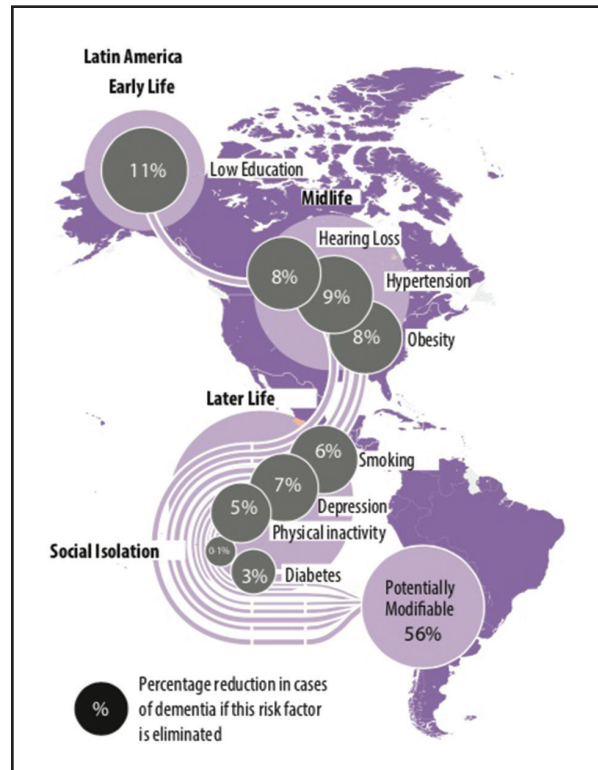 Latin America
Early Life
11%
Low Education
Midlife
Hearing Loss
8%
Hypertension
9%
8%
Obesity
Later Life
6%
Smoking
7%
Depression
5%
Physical inactivity
Social Isolation
0·1%
3%
Diabetes
Potentially
Modifiable
56%
%
Percentage reduction in cases
of dementia if this risk factor
is eliminated